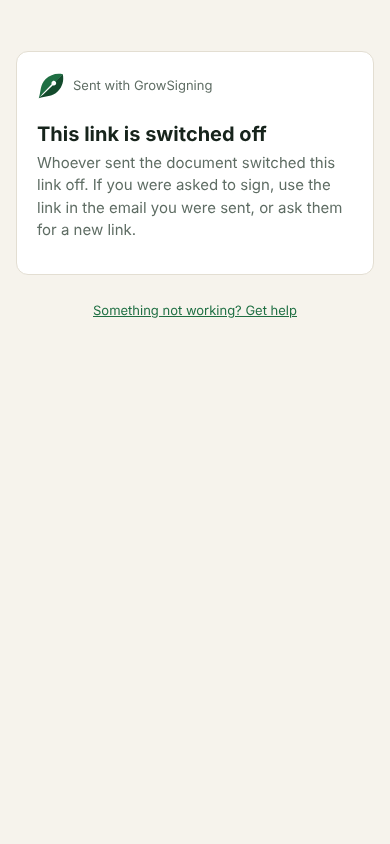 Sent with GrowSigning
This link is switched off
Whoever sent the document switched this
link off. If you were asked to sign, use the
link in the email you were sent, or ask them
for a new link.
Something not working? Get help